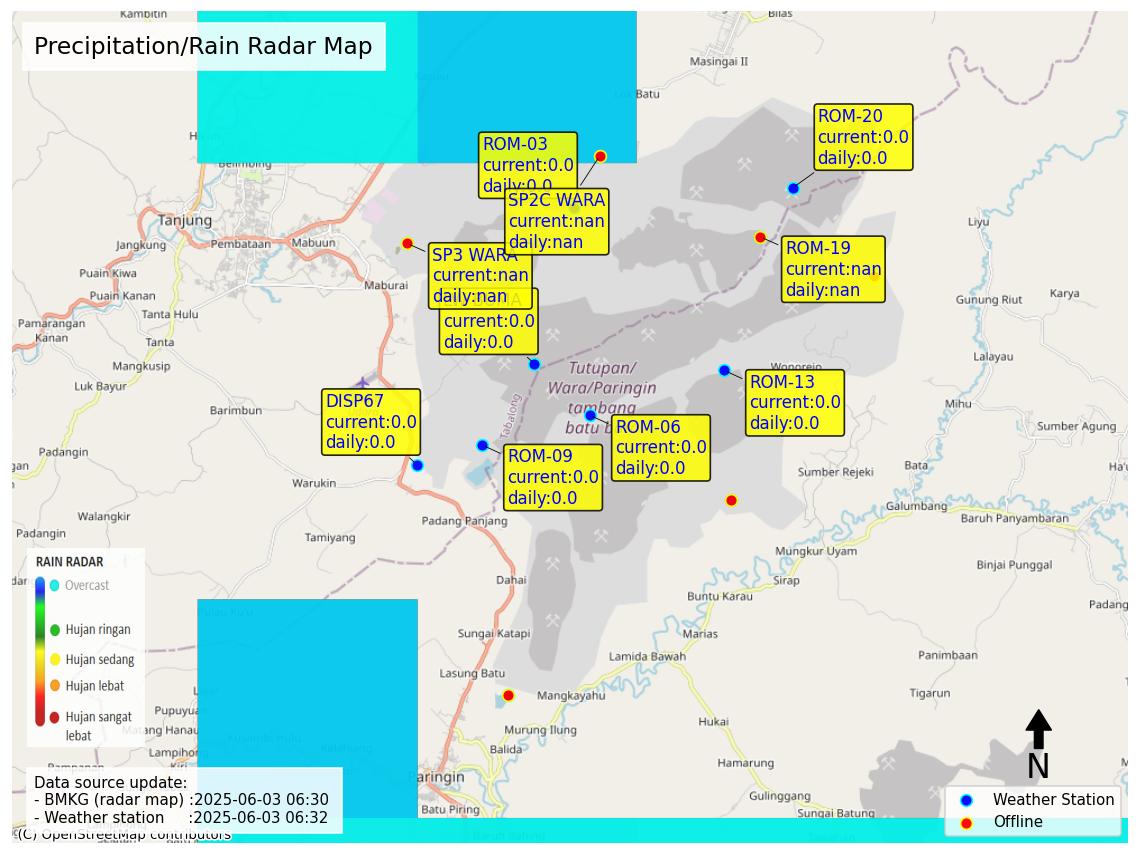 Kambitin
Bilas
Precipitation/Rain Radar Map
Masingai II
Kapuul
Lok Batu
ROM-20
current:0.0
daily:0.0
ROM-03
current:0.0
daily:0.0
Belimbing
SP2C WARA
current:nan
daily:nan
Tanjung
Liyu
Jangkung
Pembataan
Mabuun
SP3 WARA
current:nan
daily:nan
ROM-19
current:nan
daily:nan
Puain Kiwa
Maburai
Puain Kanan
Karya
Gunung Riut
current:0.0
daily:0.0
Tanta Hulu
Pamarangan
Kanan
Tanta
Lalayau
Mangkusip
Tutupan/
Wara/Paringin
tambang
batu b
Wonorejo
ROM-13
current:0.0
daily:0.0
Luk Bayur
Barimbun
DISP67
current:0.0
daily:0.0
Tabalong
Mihu
ROM-06
current:0.0
daily:0.0
Sumber Agung
ROM-09
current:0.0
daily:0.0
Bata
Sumber Rejeki
Warukin
Galumbang
Walangkir
Padang Panjang
Baruh Panyambaran
Padangin
Tamiyang
Mungkur Uyam
Binjai Punggal
RAIN RADAR
Overcast
Hujan ringan
Hujan sedang
Hujan lebat
Hujan sangat
lebat
Dahai
Sirap
Buntu Karau
Padang
Pulau Ku'u
Sungai Katapi
Marias
Lamida Bawah
Panimbaan
Lasung Batu
Mangkayahu
Tigarun
Pupuyuan
Hukai
Matang Hanau
Murung Ilung
Lampihong
Balida
Hamarung
N
Data source update:
- BMKG (radar map) :2025-06-03 06:30
- Weather station :2025-06-03 06:32
Paringin
Gulinggang
Batu Piring
Sungai Batung
Weather Station
Offline
(C) OpenStreetMap contributors